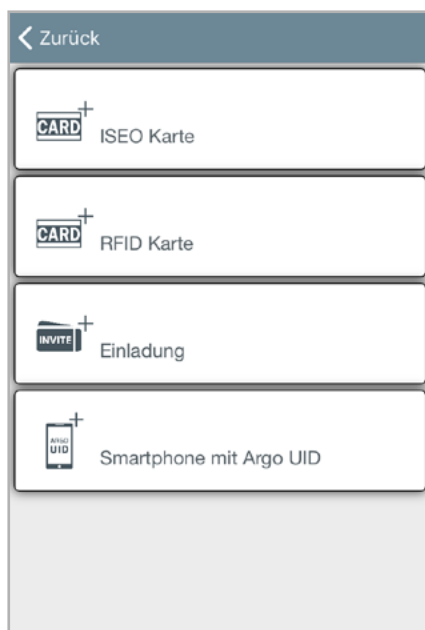 Zurück
CARD
ISEO Karte
CARD
RFID Karte
INVITE
Einladung
ARGO
UID
Smartphone mit Argo UID